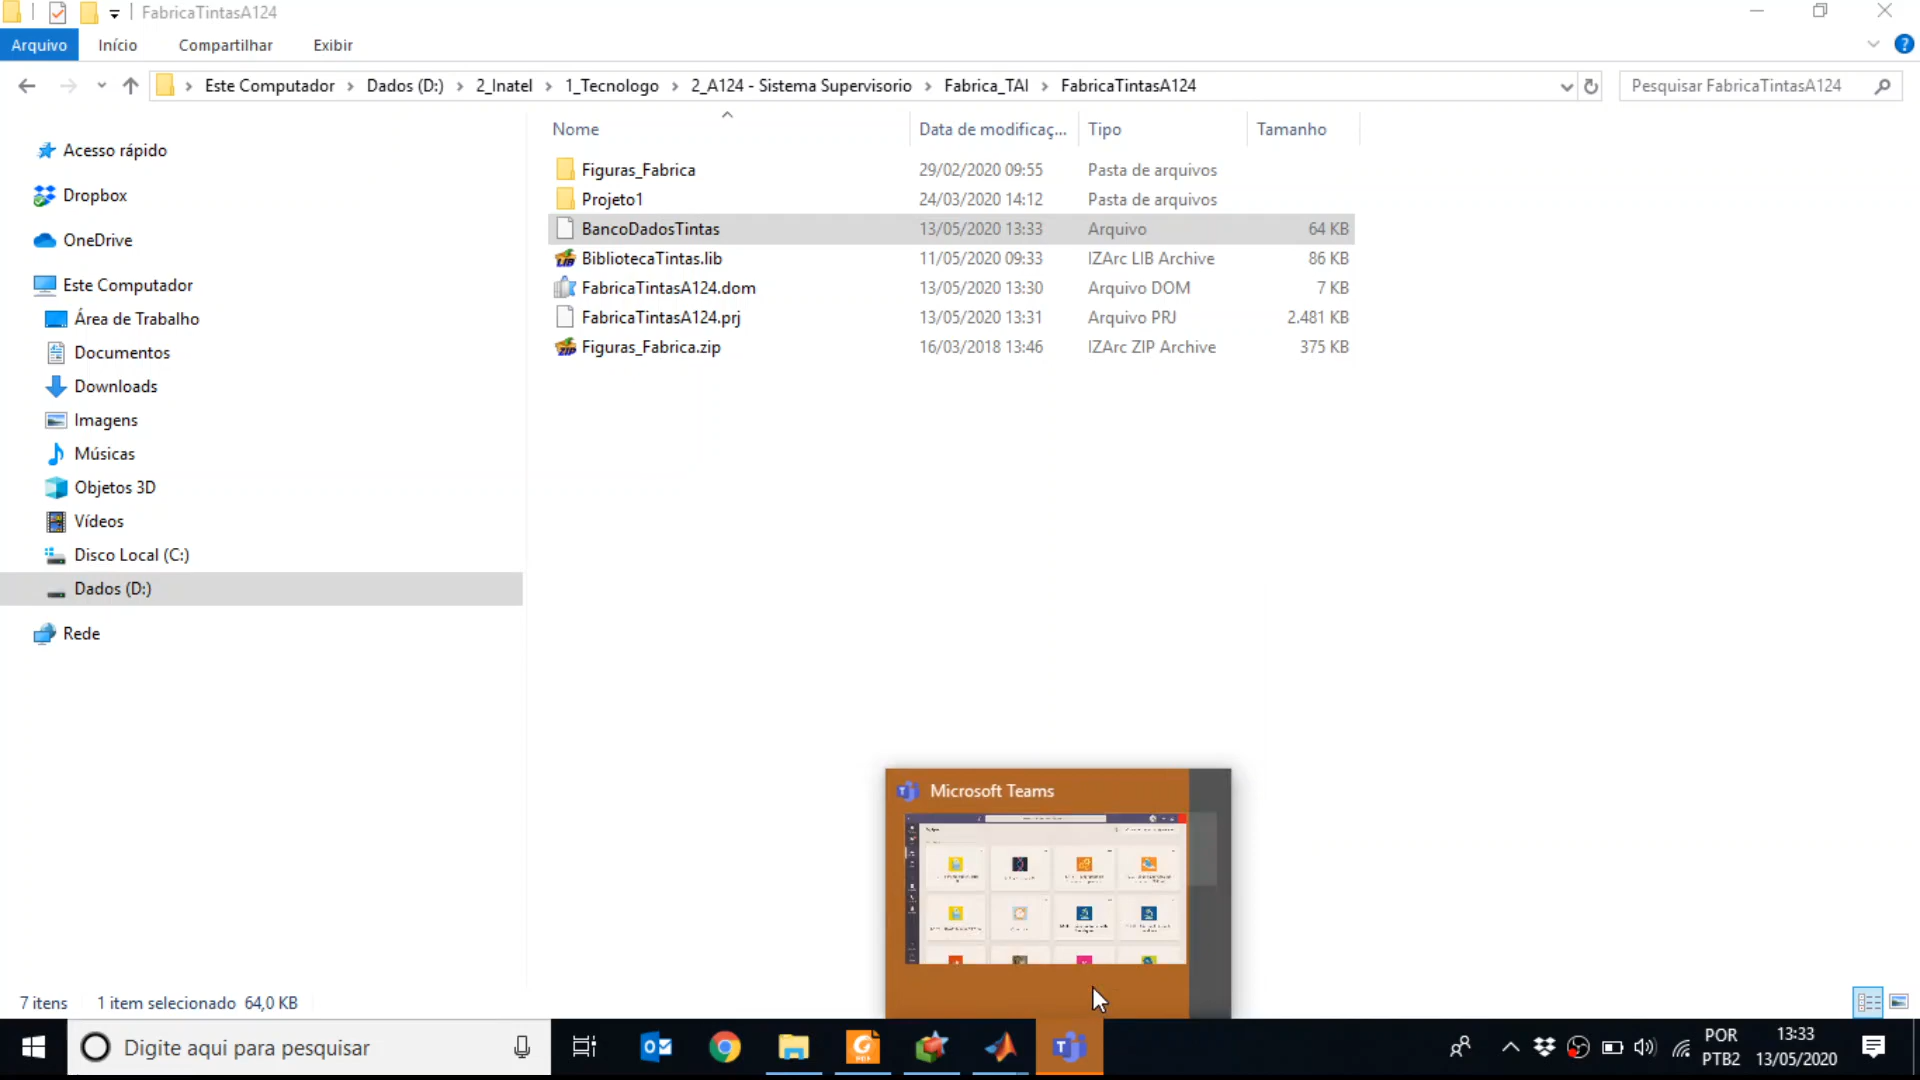 FabricaTintasA124
Arquivo Início Compartilhar Exibir
Este Computador Dados (D:) 2_Inatel 1_Tecnologo 2_A124 - Sistema Supervisorio Fabrica_TAI FabricaTintasA124 Pesquisar FabricaTintasA124
Nome Data de modificaç... Tipo Tamanho
Acesso rápido
Dropbox
OneDrive
Este Computador
Área de Trabalho
Documentos
Downloads
Imagens
Músicas
Objetos 3D
Vídeos
Disco Local (C:)
Dados (D:)
Rede
Figuras_Fabrica 29/02/2020 09:55 Pasta de arquivos
Projeto1 24/03/2020 14:12 Pasta de arquivos
BancoDadosTintas 13/05/2020 13:33 Arquivo 64 KB
BibliotecaTintas.lib 11/05/2020 09:33 IZArc LIB Archive 86 KB
FabricaTintasA124.dom 13/05/2020 13:30 Arquivo DOM 7 KB
FabricaTintasA124.prj 13/05/2020 13:31 Arquivo PRJ 2.481 KB
Figuras_Fabrica.zip 16/03/2018 13:46 IZArc ZIP Archive 375 KB
Microsoft Teams
7 itens 1 item selecionado 64,0 KB
Digite aqui para pesquisar
POR
PTB2
13:33
13/05/2020